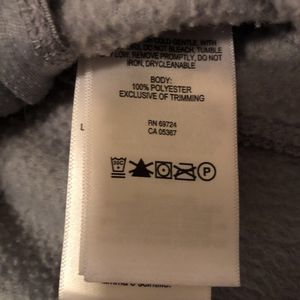 COLD GENTLE, WITH
DO NOT BLEACH, TUMBLE
LOW, REMOVE PROMPTLY, DO NOT
IRON, DRYCLEANABLE
BODY:
100% POLYESTER
EXCLUSIVE OF TRIMMING
L
RN 69724
CA 05367
30C
P